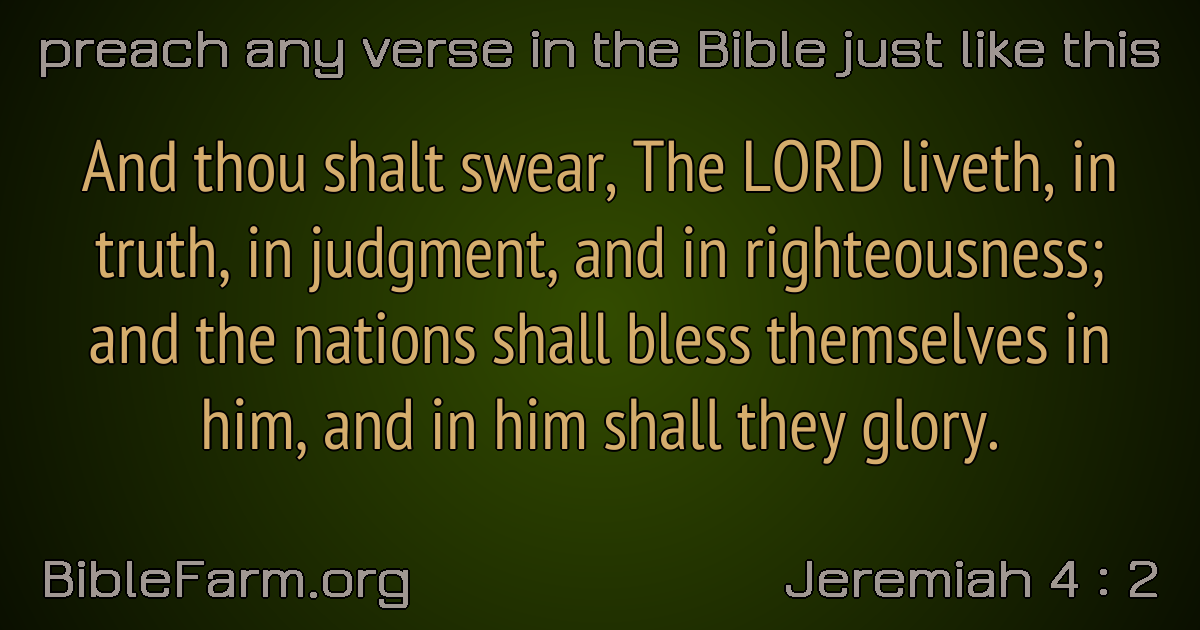 preach any verse in the Bible just like this
And thou shalt swear, The LORD liveth, in
truth, in judgment, and in righteousness;
and the nations shall bless themselves in
him, and in him shall they glory.
BibleFarm.org
Jeremiah 4 : 2